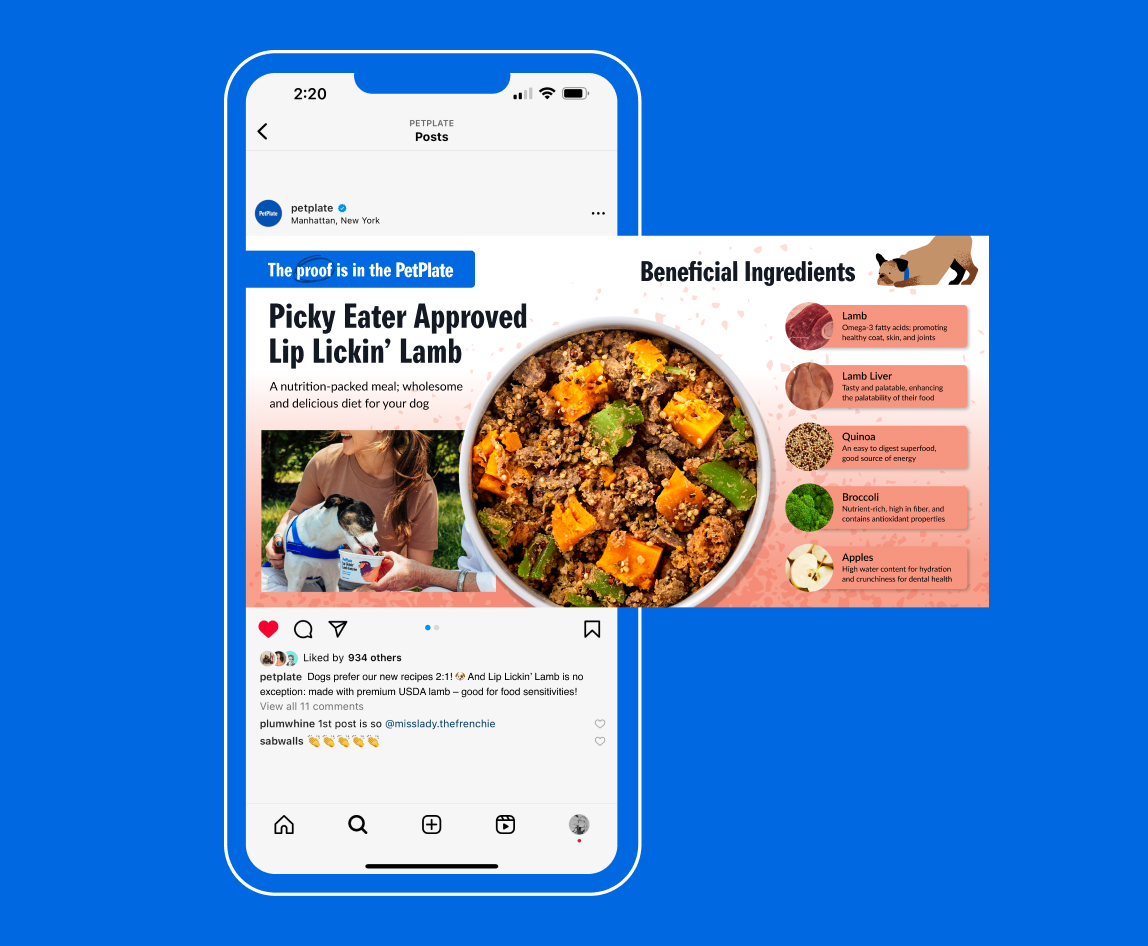 2:20
PETPLATE
Posts
PetPlate
petplate
Manhattan, New York
The proof is in the PetPlate
Picky Eater Approved
Lip Lickin’ Lamb
A nutrition-packed meal; wholesome
and delicious diet for your dog
PetPlate
Beneficial Ingredients
Lamb
Omega-3 fatty acids: promoting
healthy coat, skin, and joints
Lamb Liver
Tasty and palatable, enhancing
the palatability of their food
Quinoa
An easy to digest superfood,
good source of energy
Broccoli
Nutrient-rich, high in fiber, and
contains antioxidant properties
Apples
High water content for hydration
and crunchiness for dental health
Liked by 934 others
petplate Dogs prefer our new recipes 2:1! 🐶 And Lip Lickin’ Lamb is no
exception: made with premium USDA lamb – good for food sensitivities!
View all 11 comments
plumwhine 1st post is so @misslady.thefrenchie
sabwalls 👏👏👏👏👏